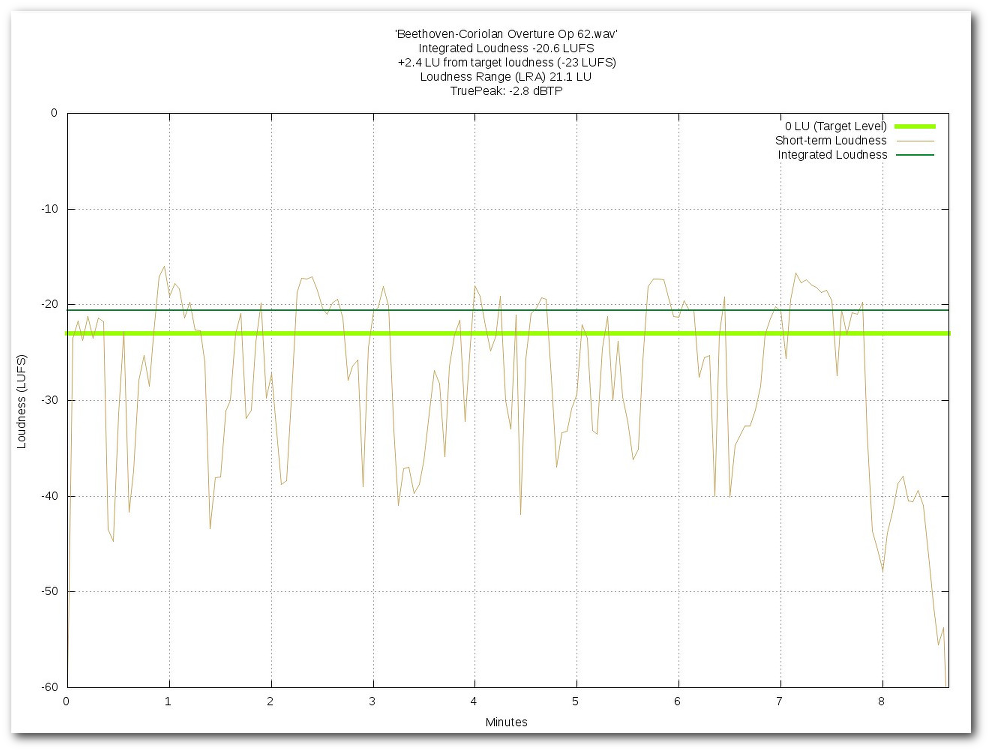 'Beethoven-Coriolan Overture Op 62.wav'
Integrated Loudness -20.6 LUFS
+2.4 LU from target loudness (-23 LUFS)
Loudness Range (LRA) 21.1 LU
TruePeak: -2.8 dBTP
0 LU (Target Level)
Short-term Loudness
Integrated Loudness
0
-10
-20
-30
-40
-50
-60
Loudness (LUFS)
0 1 2 3 4 5 6 7 8
Minutes